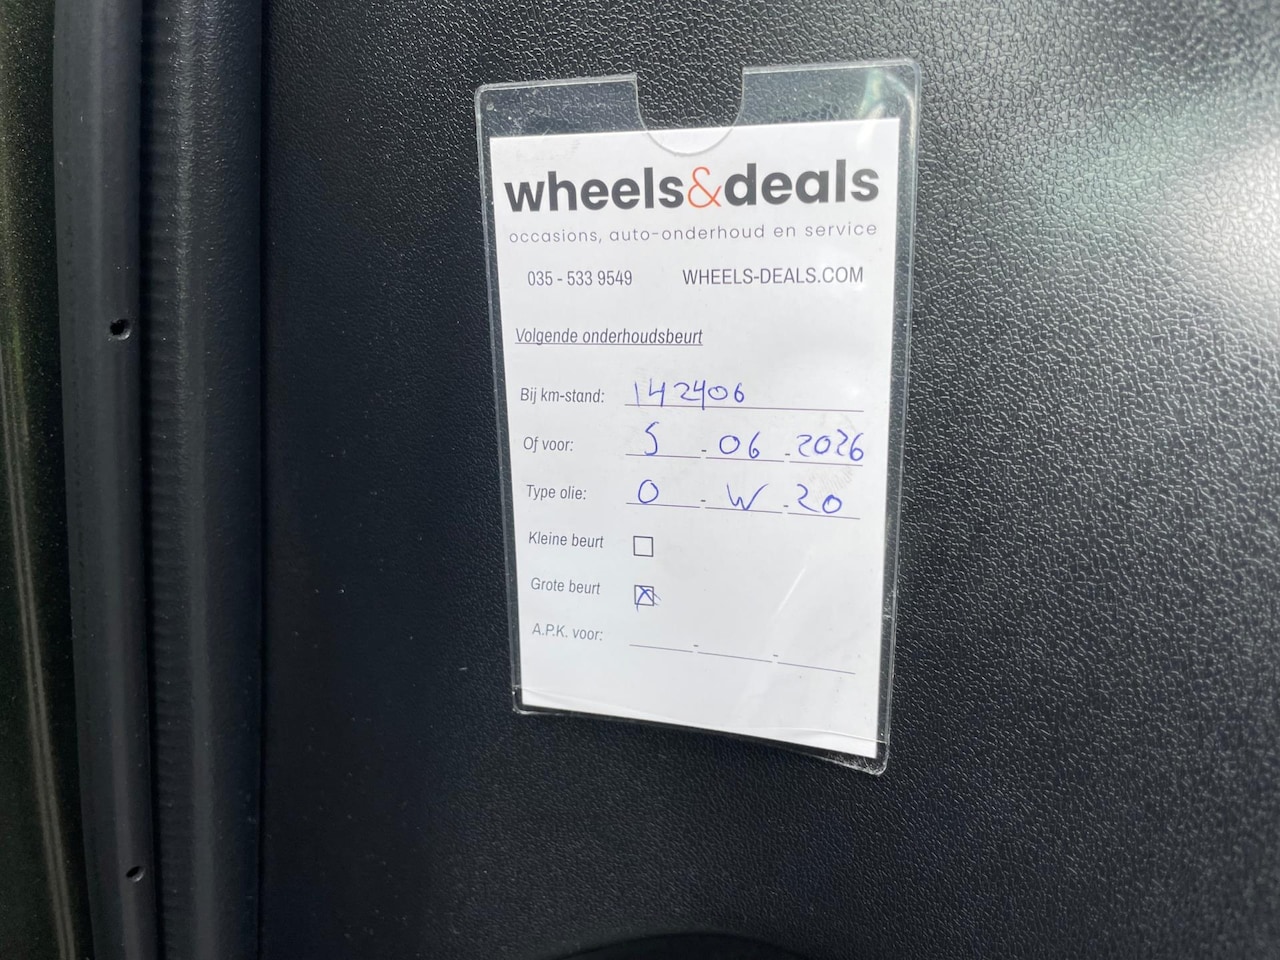 wheels&deals
occasions, auto-onderhoud en service
035 - 533 9549 WHEELS-DEALS.COM
Volgende onderhoudsbeurt
Bij km-stand: 142406
Of voor: 5 - 06 - 2026
Type olie: 0 - W - 20
Kleine beurt
Grote beurt X
A.P.K. voor: - -